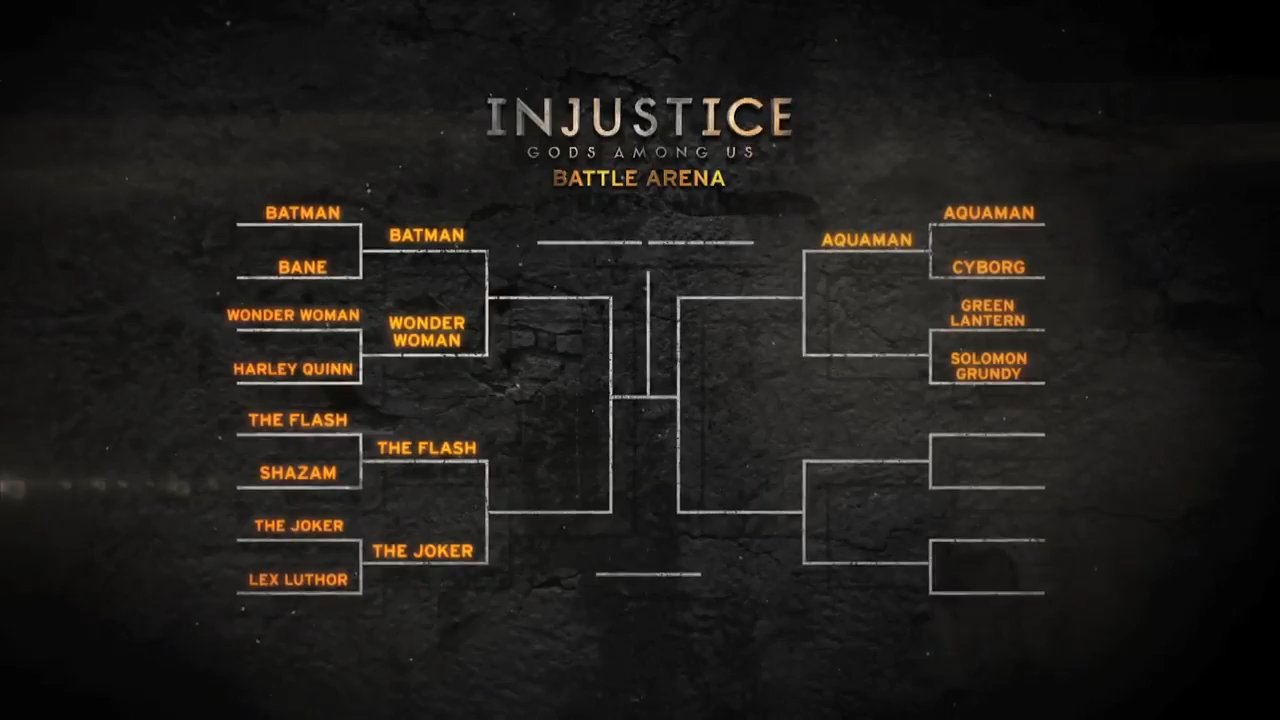 INJUSTICE
GODS AMONG US
BATTLE ARENA
BATMAN
BANE
WONDER WOMAN
HARLEY QUINN
THE FLASH
SHAZAM
THE JOKER
LEX LUTHOR
BATMAN
WONDER
WOMAN
THE FLASH
THE JOKER
AQUAMAN
AQUAMAN
CYBORG
GREEN
LANTERN
SOLOMON
GRUNDY